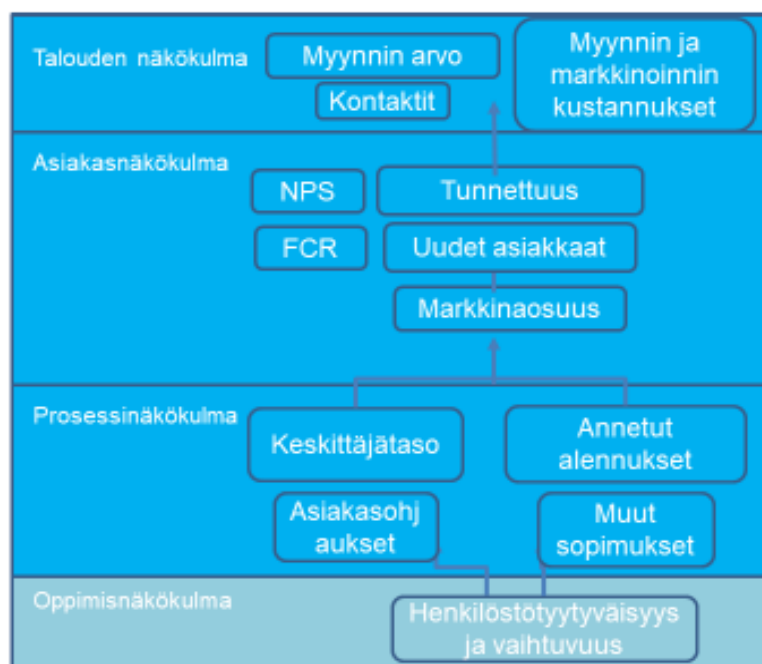 Talouden näkökulma
Myynnin arvo
Kontaktit
Myynnin ja
markkinoinnin
kustannukset
Asiakasnäkökulma
NPS
Tunnettuus
FCR
Uudet asiakkaat
Markkinaosuus
Prosessinäkökulma
Keskittäjätaso
Annetut
alennukset
Asiakasohj
aukset
Muut
sopimukset
Oppimisnäkökulma
Henkilöstötyytyväisyys
ja vaihtuvuus